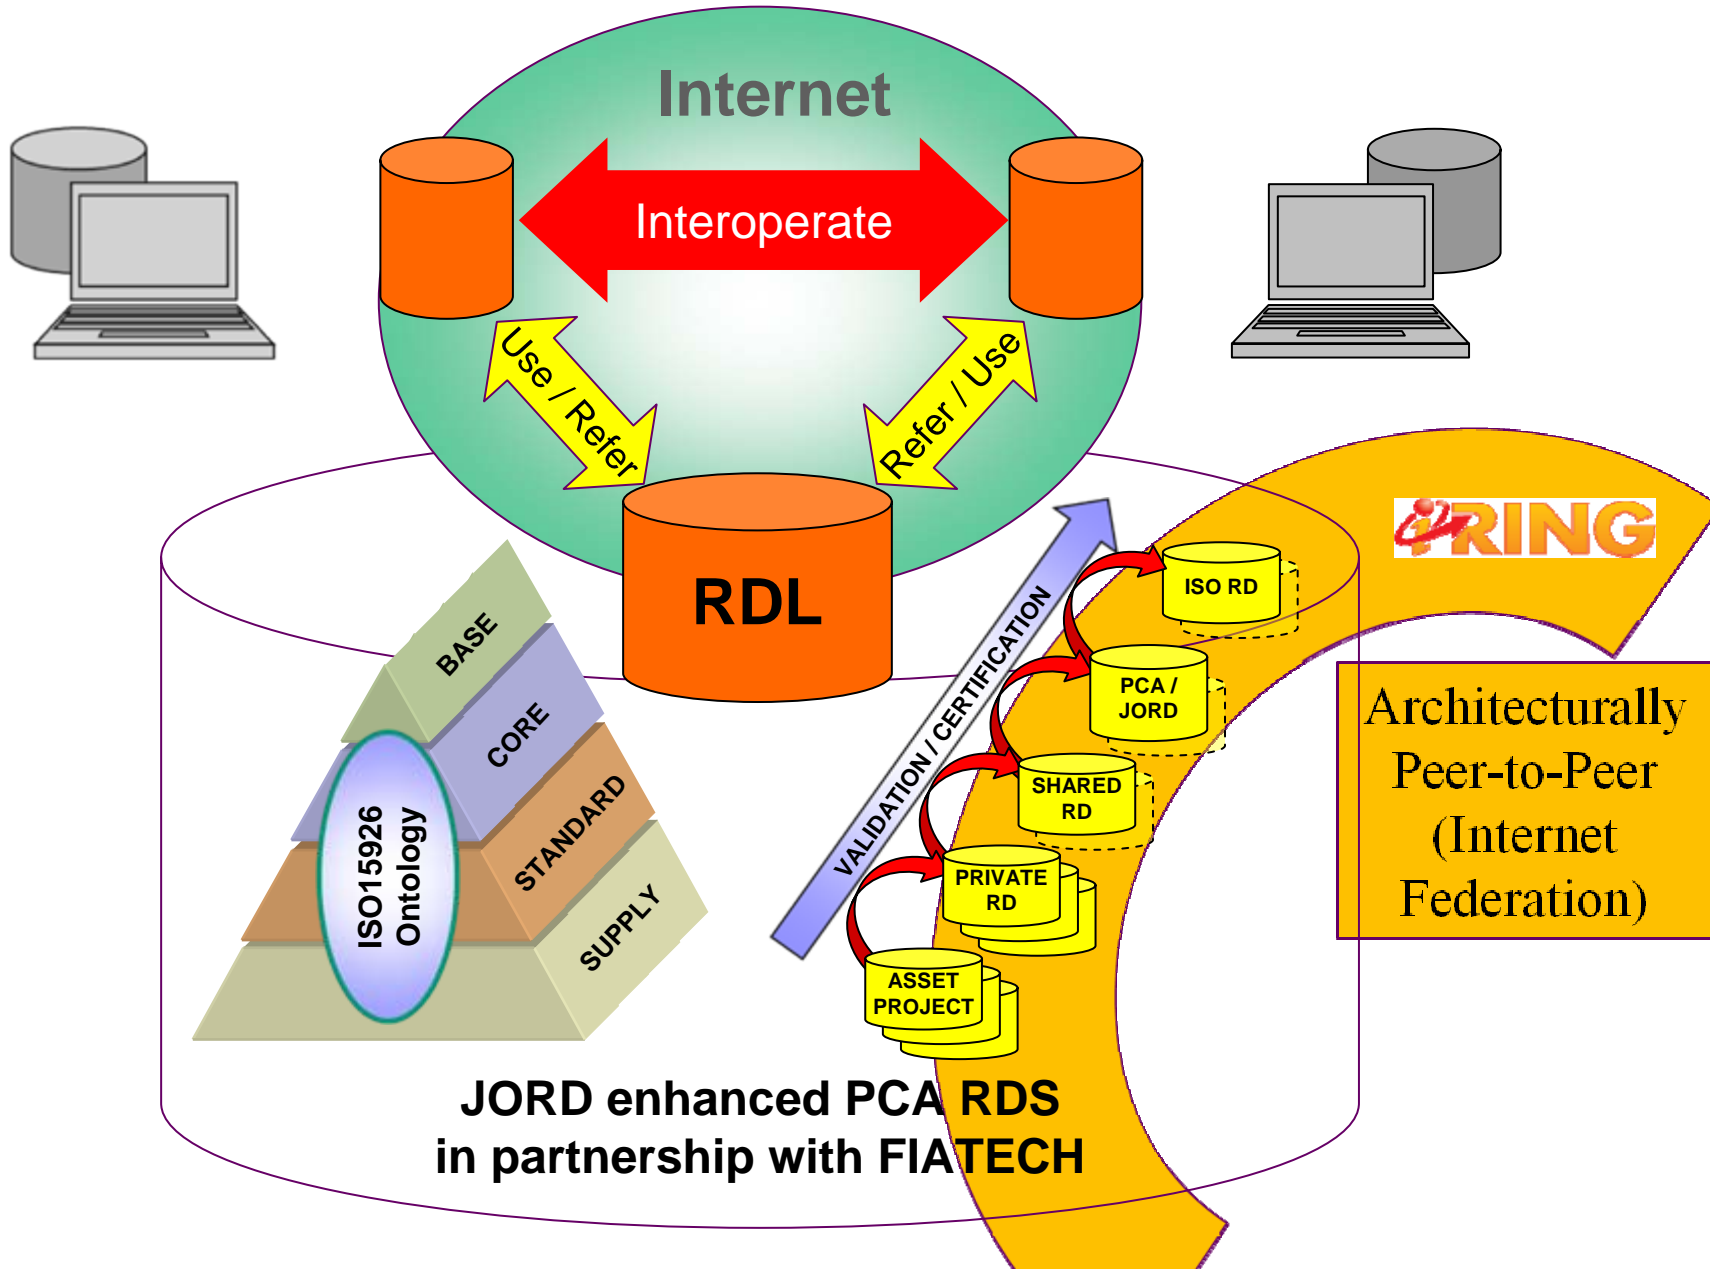 Internet
Interoperate
Use / Refer
Refer / Use
RDL
iRING
BASE
CORE
STANDARD
SUPPLY
ISO15926
Ontology
VALIDATION / CERTIFICATION
ISO RD
PCA /
JORD
SHARED
RD
PRIVATE
RD
ASSET
PROJECT
Architecturally
Peer-to-Peer
(Internet
Federation)
JORD enhanced PCA RDS
in partnership with FIATECH